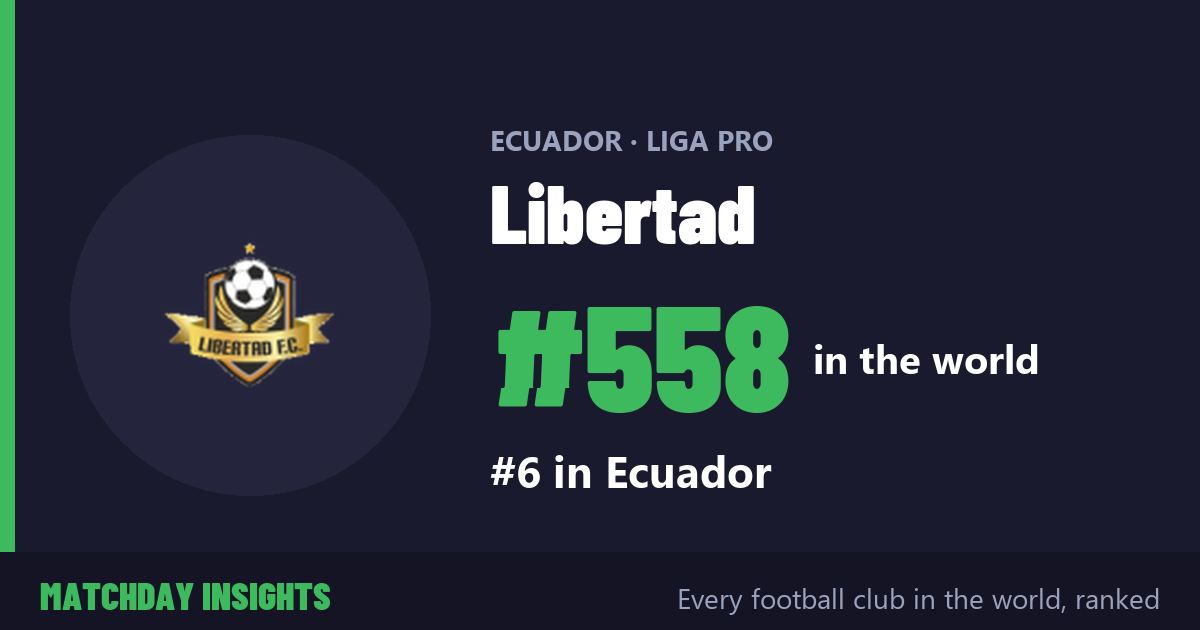 ECUADOR · LIGA PRO
Libertad
LIBERTAD F.C.
#558 in the world
#6 in Ecuador
MATCHDAY INSIGHTS
Every football club in the world, ranked